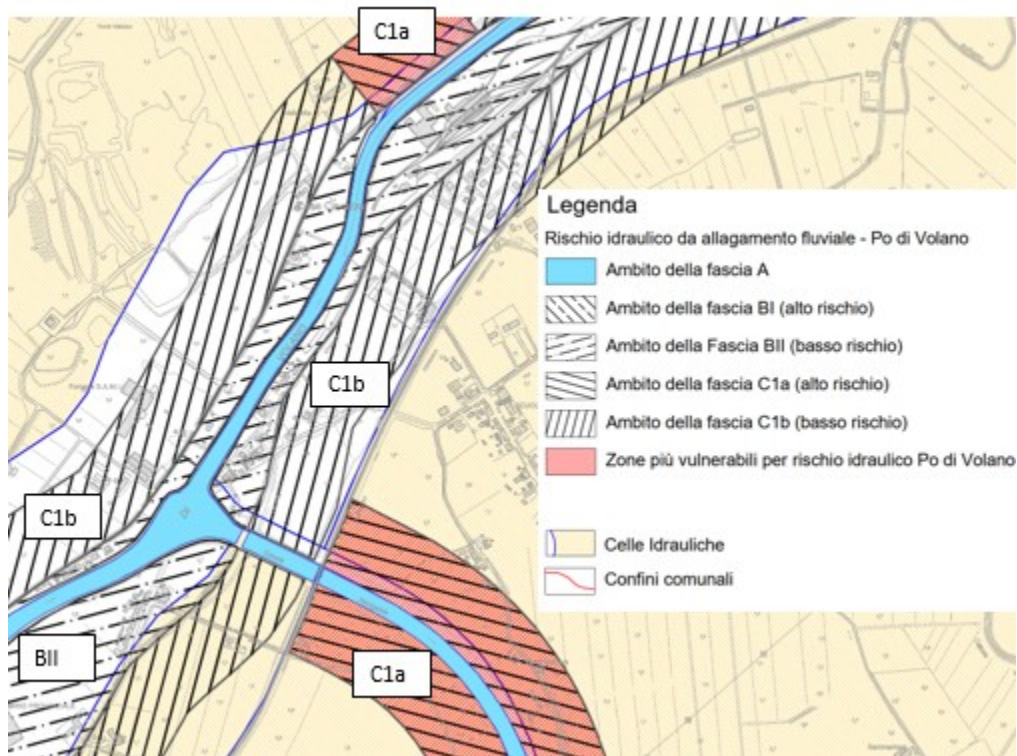 C1a
Legenda
Rischio idraulico da allagamento fluviale - Po di Volano
Ambito della fascia A
Ambito della fascia BI (alto rischio)
Ambito della Fascia BII (basso rischio)
Ambito della fascia C1a (alto rischio)
Ambito della fascia C1b (basso rischio)
Zone più vulnerabili per rischio idraulico Po di Volano
Celle Idrauliche
Confini comunali
C1b
C1b
BII
C1a